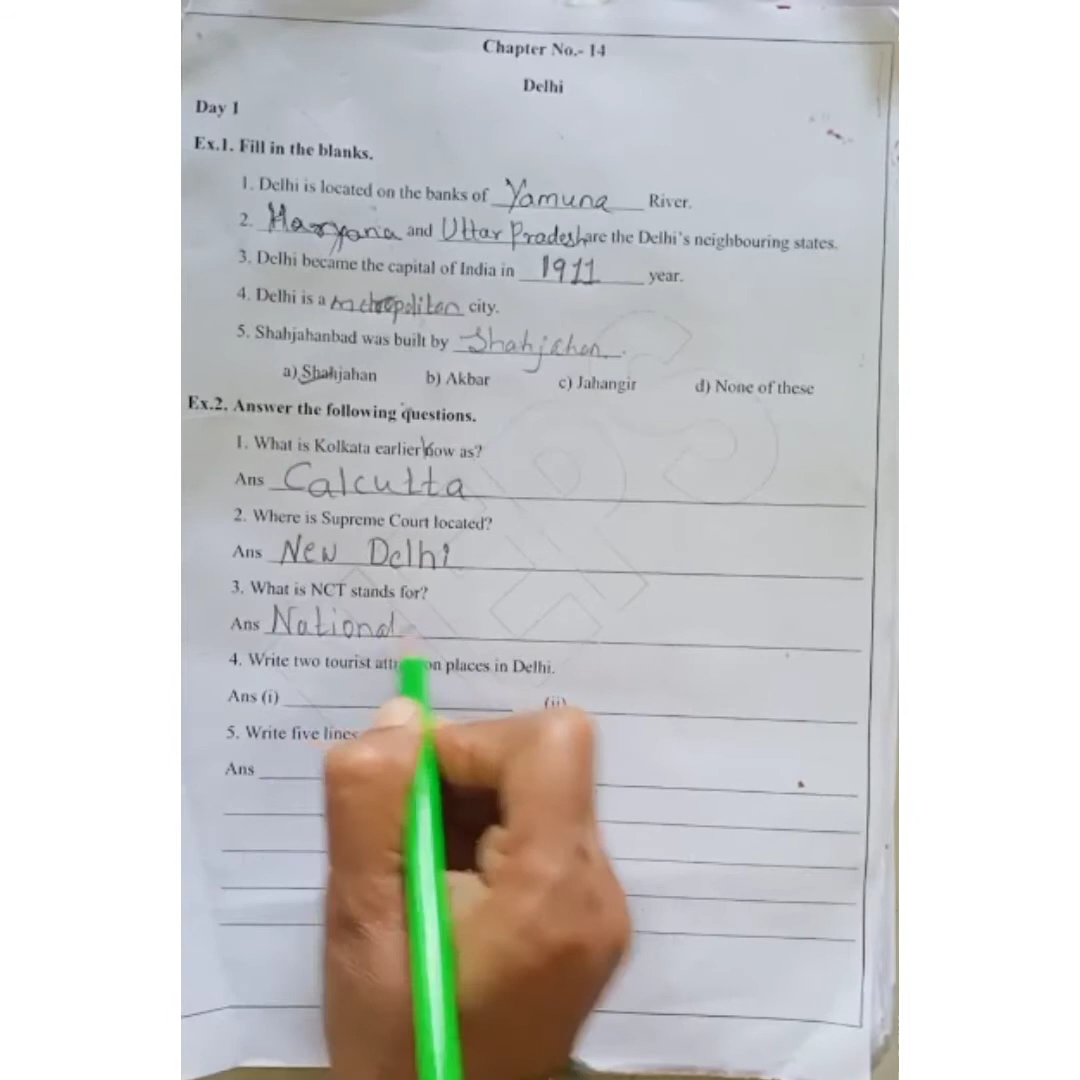 Chapter No.- 14
Delhi
Day 1
Ex.1. Fill in the blanks.
1. Delhi is located on the banks of Yamuna River.
2. Haryana and Uttar Pradesh are the Delhi's neighbouring states.
3. Delhi became the capital of India in 1911 year.
4. Delhi is a metropolitan city.
5. Shahjahanbad was built by Shahjahan.
a) Shahjahan b) Akbar c) Jahangir d) None of these
Ex.2. Answer the following questions.
1. What is Kolkata earlier know as?
Ans Calcutta
2. Where is Supreme Court located?
Ans New Delhi
3. What is NCT stands for?
Ans National
4. Write two tourist places in Delhi.
Ans (i) (ii)
5. Write five lines
Ans